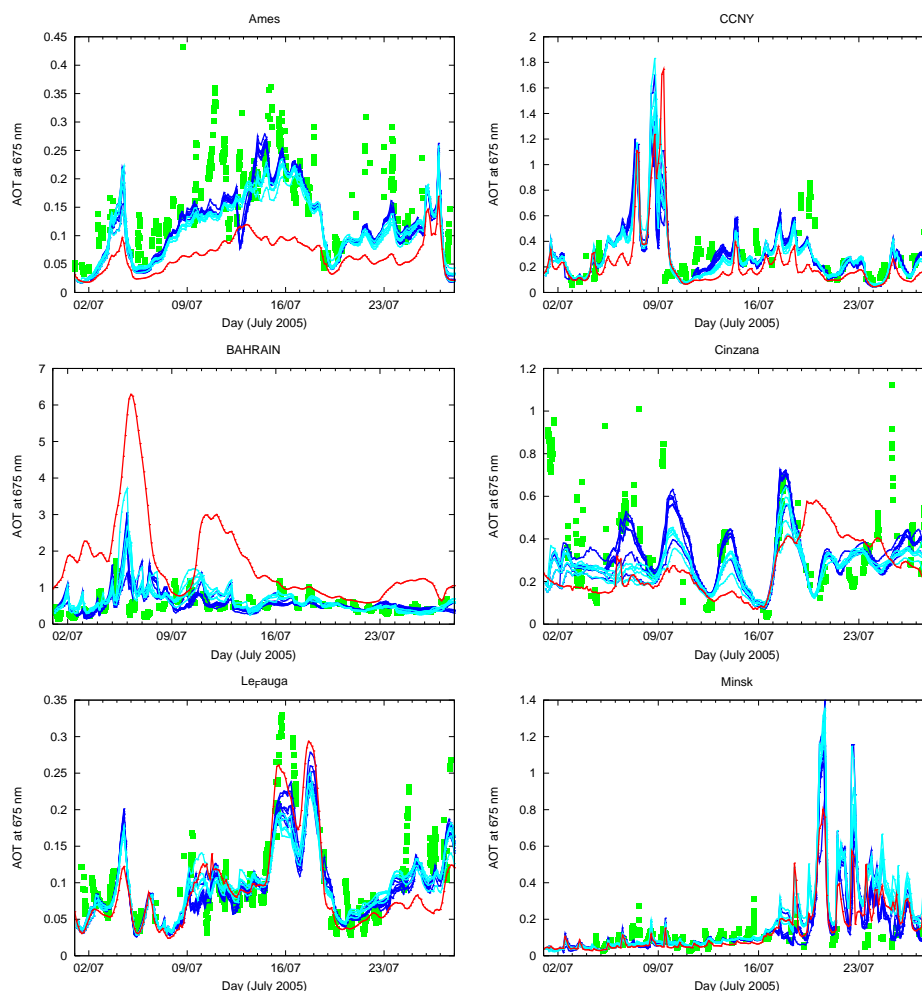 Ames
0.45
0.4
0.35
0.3
0.25
0.2
0.15
0.1
0.05
0
AOT at 675 nm
02/07 09/07 16/07 23/07
Day (July 2005)
CCNY
2
1.8
1.6
1.4
1.2
1
0.8
0.6
0.4
0.2
0
AOT at 675 nm
02/07 09/07 16/07 23/07
Day (July 2005)
BAHRAIN
7
6
5
4
3
2
1
0
AOT at 675 nm
02/07 09/07 16/07 23/07
Day (July 2005)
Cinzana
1.2
1
0.8
0.6
0.4
0.2
0
AOT at 675 nm
02/07 09/07 16/07 23/07
Day (July 2005)
LeFauga
0.35
0.3
0.25
0.2
0.15
0.1
0.05
0
AOT at 675 nm
02/07 09/07 16/07 23/07
Day (July 2005)
Minsk
1.4
1.2
1
0.8
0.6
0.4
0.2
0
AOT at 675 nm
02/07 09/07 16/07 23/07
Day (July 2005)